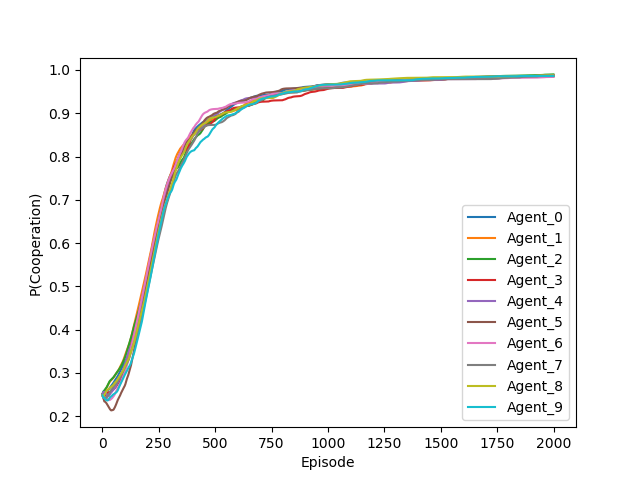 1.0
0.9
0.8
0.7
0.6
0.5
0.4
0.3
0.2
P(Cooperation)
Agent_0
Agent_1
Agent_2
Agent_3
Agent_4
Agent_5
Agent_6
Agent_7
Agent_8
Agent_9
0 250 500 750 1000 1250 1500 1750 2000
Episode